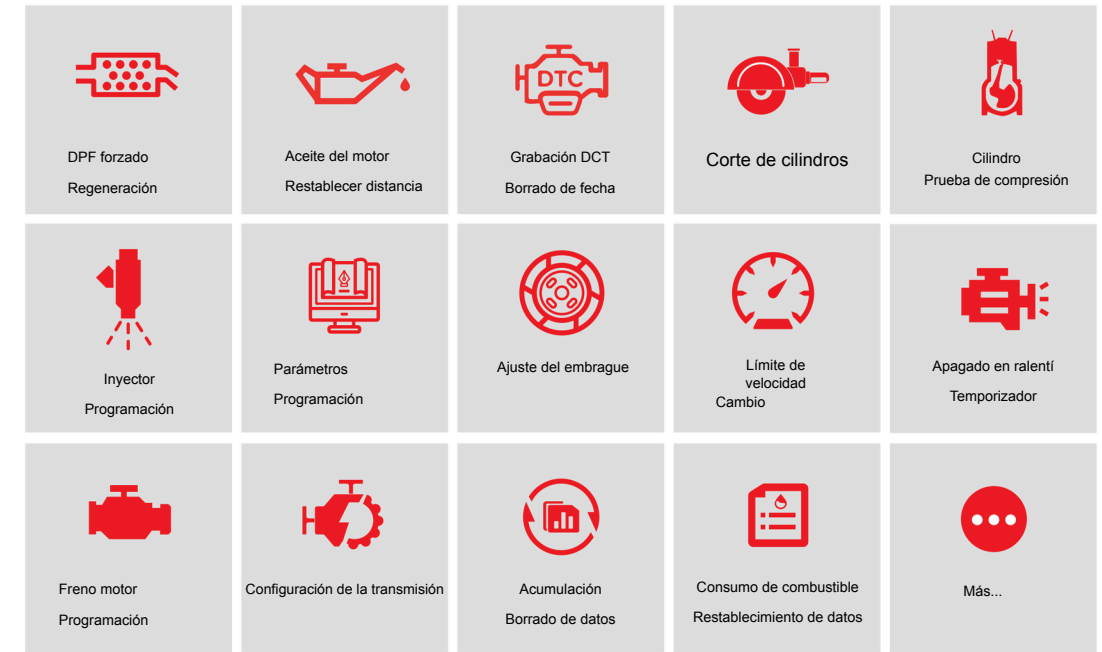 DPF forzado
Regeneración
Aceite del motor
Restablecer distancia
DTC
Grabación DCT
Borrado de fecha
Corte de cilindros
Cilindro
Prueba de compresión
Inyector
Programación
Parámetros
Programación
Ajuste del embrague
Límite de
velocidad
Cambio
Apagado en ralentí
Temporizador
Freno motor
Programación
Configuración de la transmisión
Acumulación
Borrado de datos
Consumo de combustible
Restablecimiento de datos
Más...